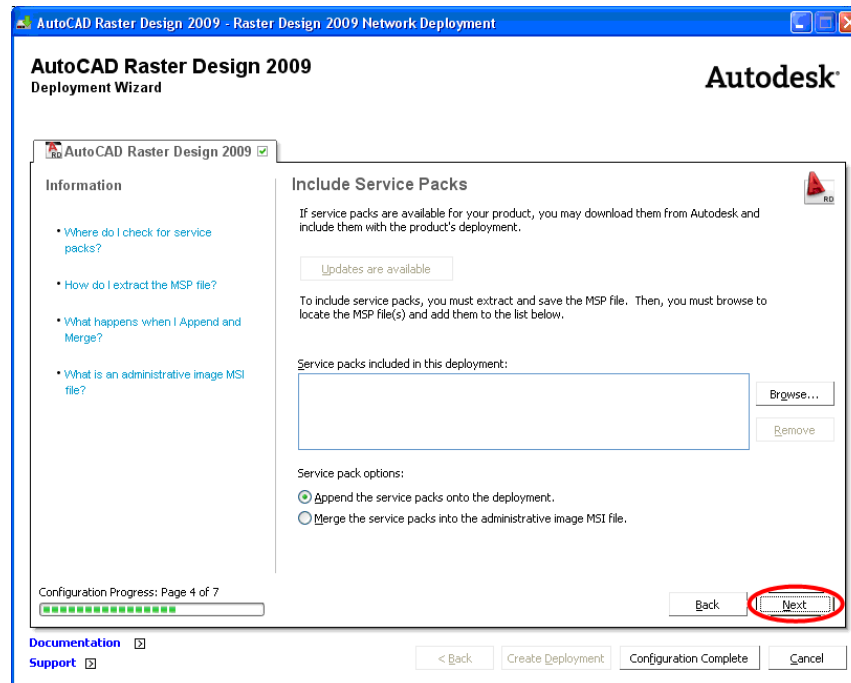 AutoCAD Raster Design 2009 - Raster Design 2009 Network Deployment
AutoCAD Raster Design 2009
Deployment Wizard
Autodesk
AutoCAD Raster Design 2009
Information
• Where do I check for service
packs?
• How do I extract the MSP file?
• What happens when I Append and
Merge?
• What is an administrative image MSI
file?
Include Service Packs
RD
If service packs are available for your product, you may download them from Autodesk and
include them with the product's deployment.
Updates are available
To include service packs, you must extract and save the MSP file. Then, you must browse to
locate the MSP file(s) and add them to the list below.
Service packs included in this deployment:
Browse...
Remove
Service pack options:
Append the service packs onto the deployment.
Merge the service packs into the administrative image MSI file.
Configuration Progress: Page 4 of 7
Back
Next
Documentation
Support
< Back
Create Deployment
Configuration Complete
Cancel